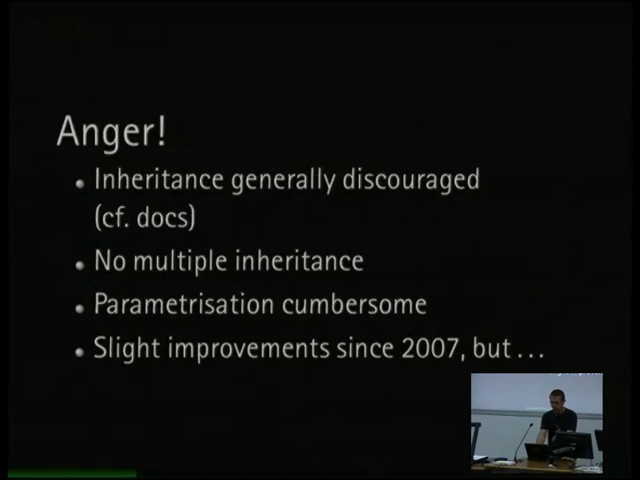 Anger!
Inheritance generally discouraged
(cf. docs)
No multiple inheritance
Parametrisation cumbersome
Slight improvements since 2007, but ...